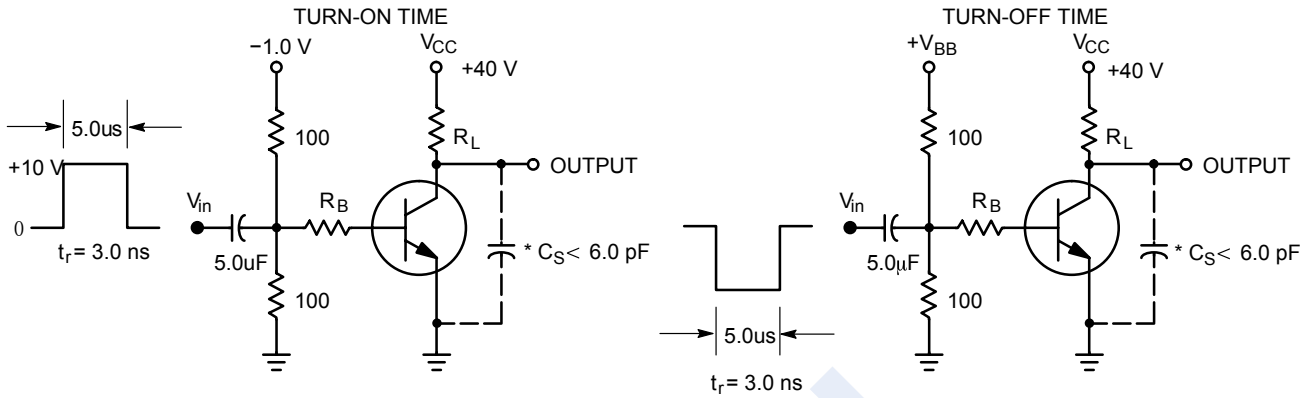 TURN-ON TIME
−1.0 V
VCC
+40 V
5.0us
100
RL
+10 V
OUTPUT
Vin
RB
0
* CS < 6.0 pF
tr = 3.0 ns
5.0uF
100
TURN-OFF TIME
+VBB
VCC
+40 V
100
RL
OUTPUT
Vin
RB
* CS < 6.0 pF
5.0μF
100
5.0us
tr = 3.0 ns